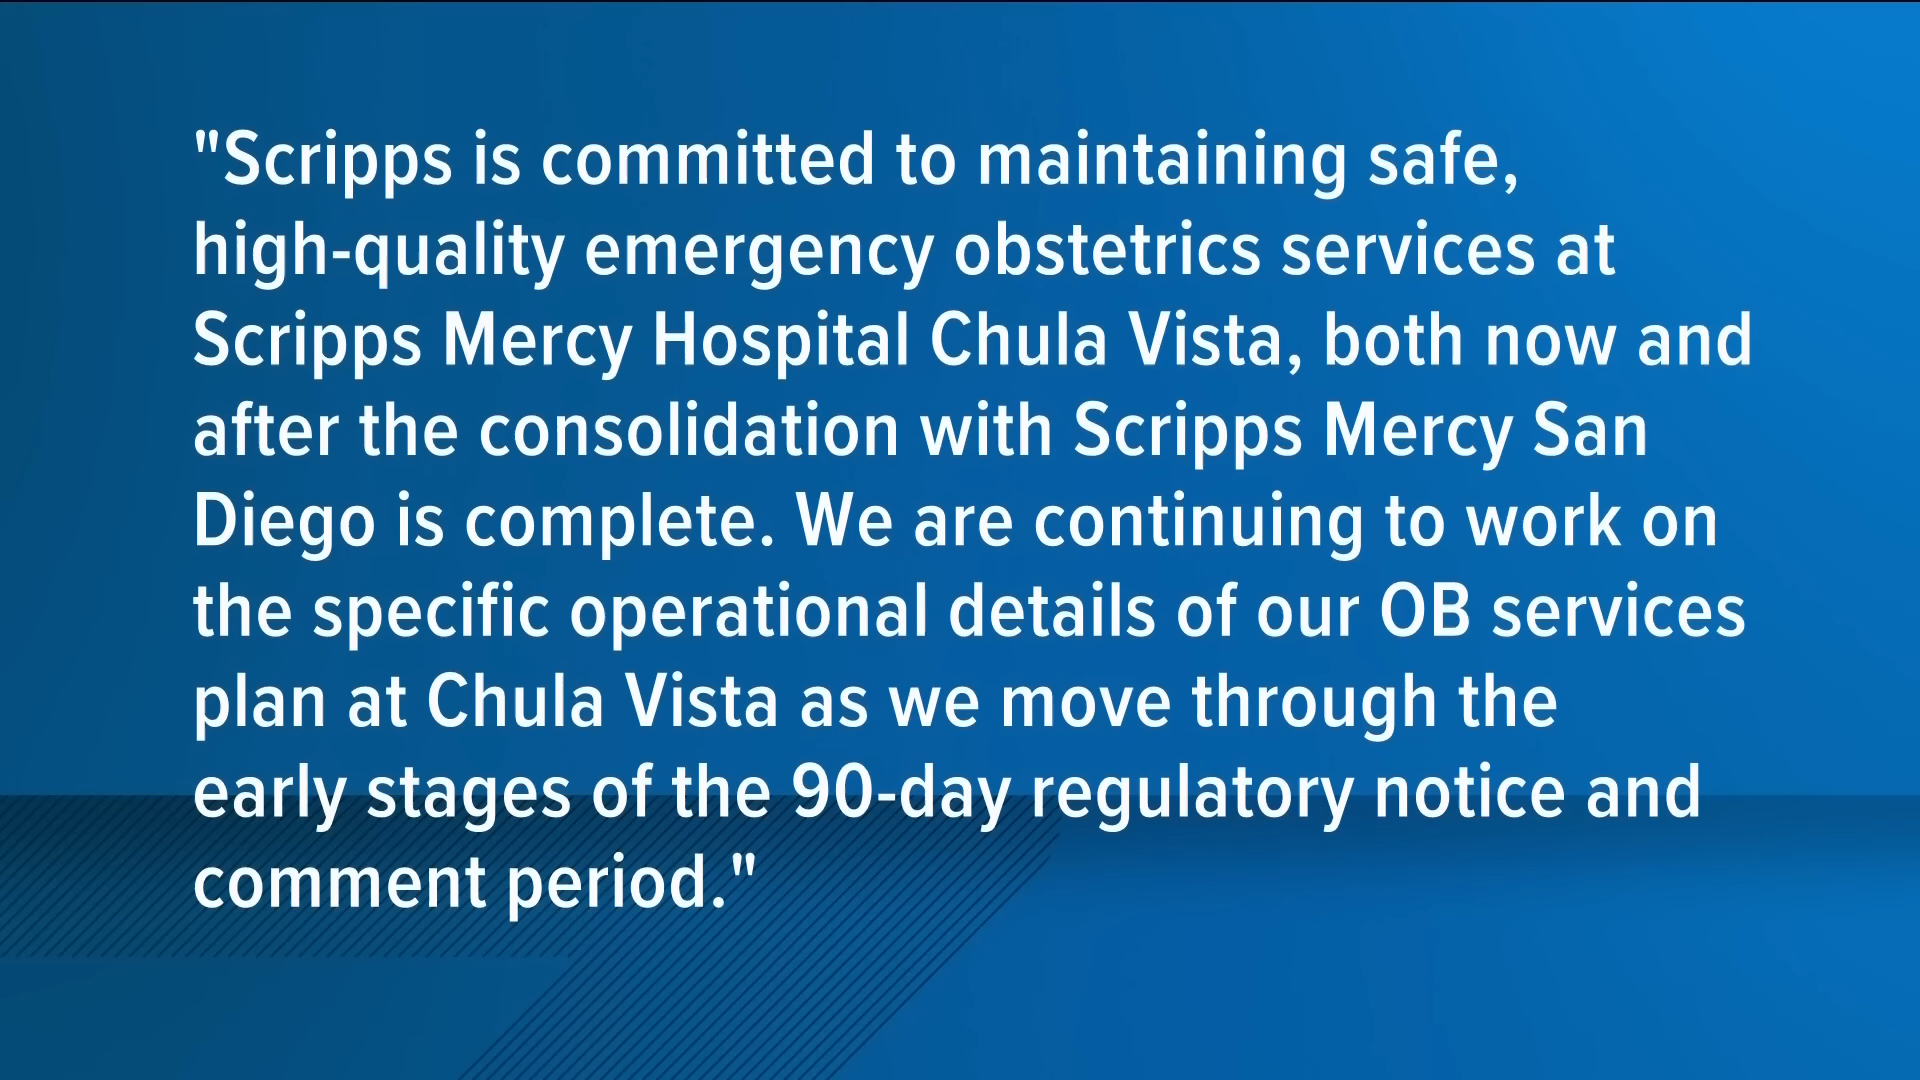 "Scripps is committed to maintaining safe,
high-quality emergency obstetrics services at
Scripps Mercy Hospital Chula Vista, both now and
after the consolidation with Scripps Mercy San
Diego is complete. We are continuing to work on
the specific operational details of our OB services
plan at Chula Vista as we move through the
early stages of the 90-day regulatory notice and
comment period."